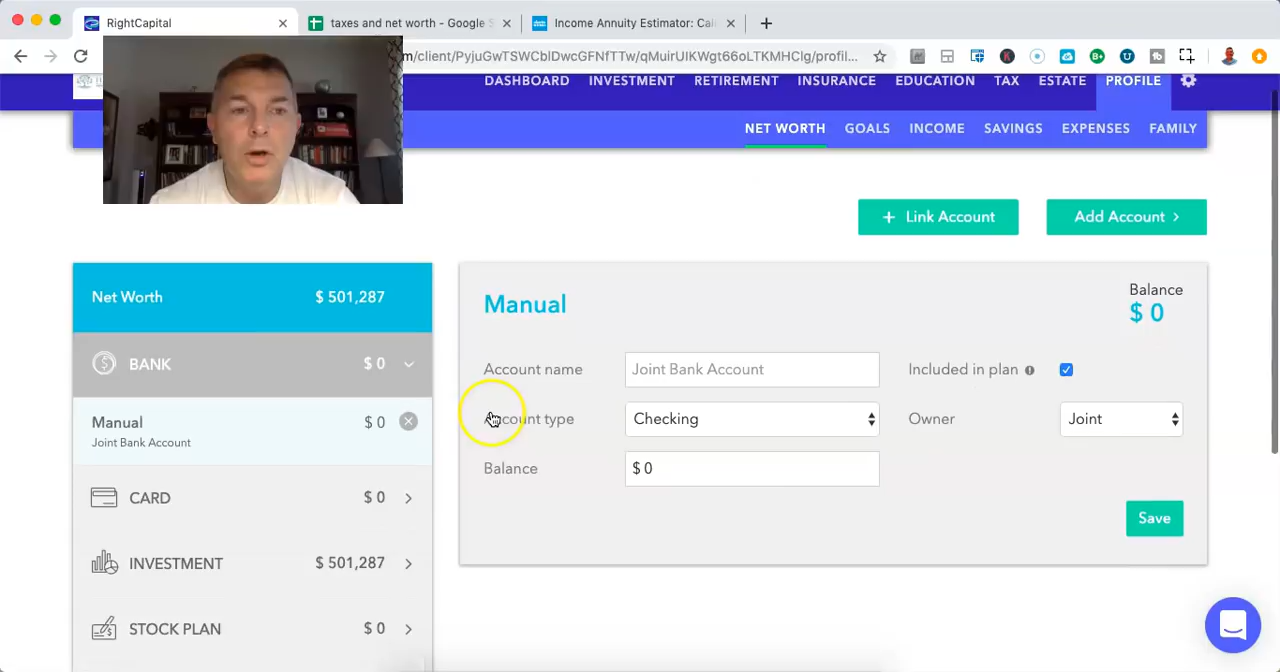 RightCapital
taxes and net worth - Google S
Income Annuity Estimator: Cal
m/client/PyjuGwTSWCblDwcGFNfTTw/qMuirUIKWgt66oLTKMHClg/profil...
DASHBOARD INVESTMENT RETIREMENT INSURANCE EDUCATION TAX ESTATE PROFILE
NET WORTH GOALS INCOME SAVINGS EXPENSES FAMILY
+ Link Account
Add Account >
Net Worth $ 501,287
BANK $ 0
Manual $ 0
Joint Bank Account
CARD $ 0
INVESTMENT $ 501,287
STOCK PLAN $ 0
Manual
Balance
$ 0
Account name Joint Bank Account Included in plan
Account type Checking Owner Joint
Balance $ 0
Save